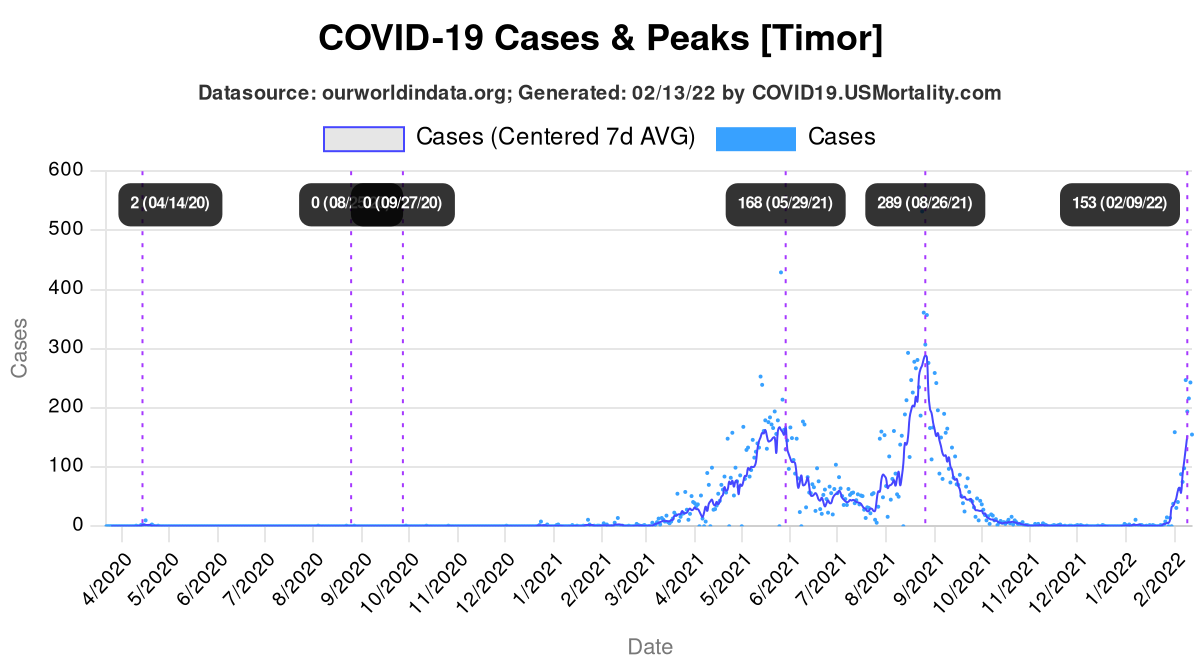 COVID-19 Cases & Peaks [Timor]
Datasource: ourworldindata.org; Generated: 02/13/22 by COVID19.USMortality.com
Cases (Centered 7d AVG) Cases
600
500
400
300
200
100
0
Cases
2 (04/14/20) 0 (08/2 0 (09/27/20) 168 (05/29/21) 289 (08/26/21) 153 (02/09/22)
4/2020 5/2020 6/2020 7/2020 8/2020 9/2020 10/2020 11/2020 12/2020 1/2021 2/2021 3/2021 4/2021 5/2021 6/2021 7/2021 8/2021 9/2021 10/2021 11/2021 12/2021 1/2022 2/2022
Date